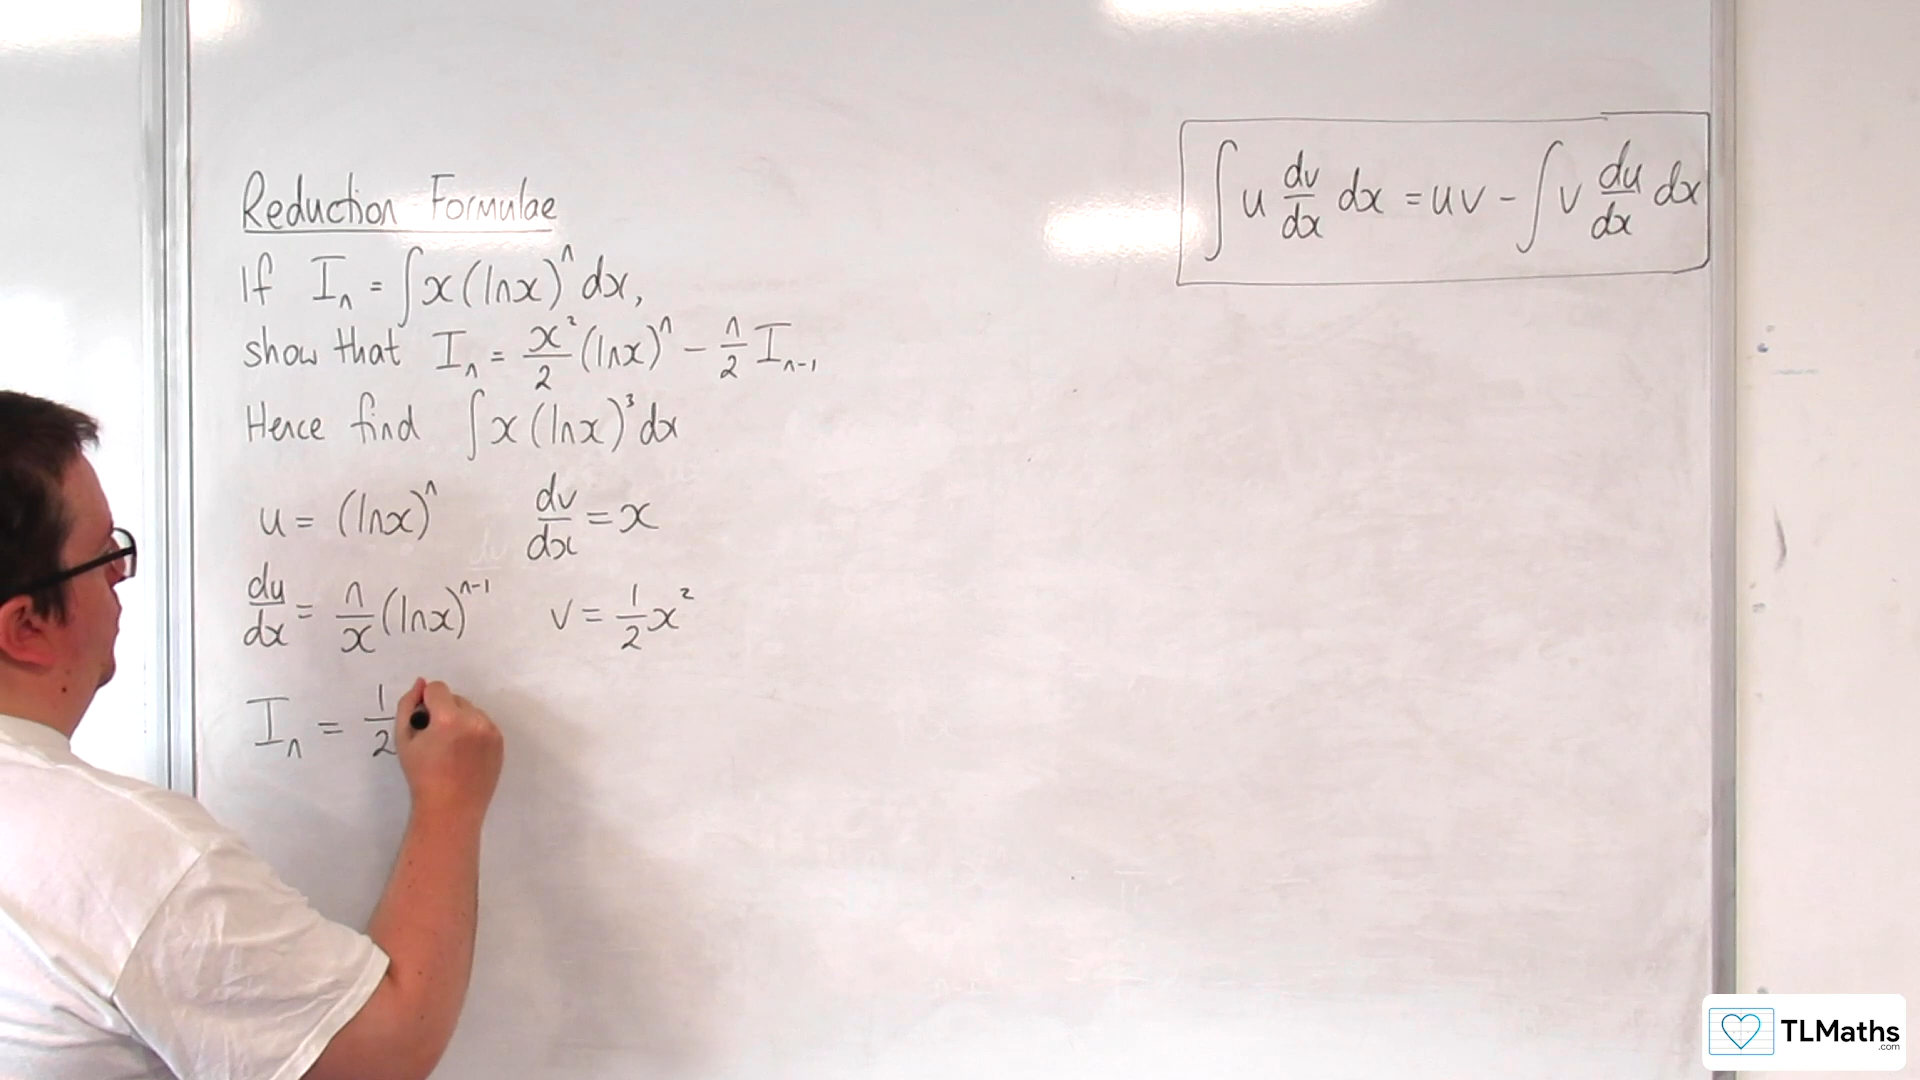 Reduction Formulae
If Iₙ = ∫x(lnx)ⁿ dx,
show that Iₙ = x²/2 (lnx)ⁿ − n/2 Iₙ₋₁
Hence find ∫x(lnx)³ dx
u = (lnx)ⁿ dv/dx = x
du/dx = n/x (lnx)ⁿ⁻¹ v = 1/2 x²
Iₙ = 1/2
∫u dv/dx dx = uv − ∫v du/dx dx
TLMaths
.com